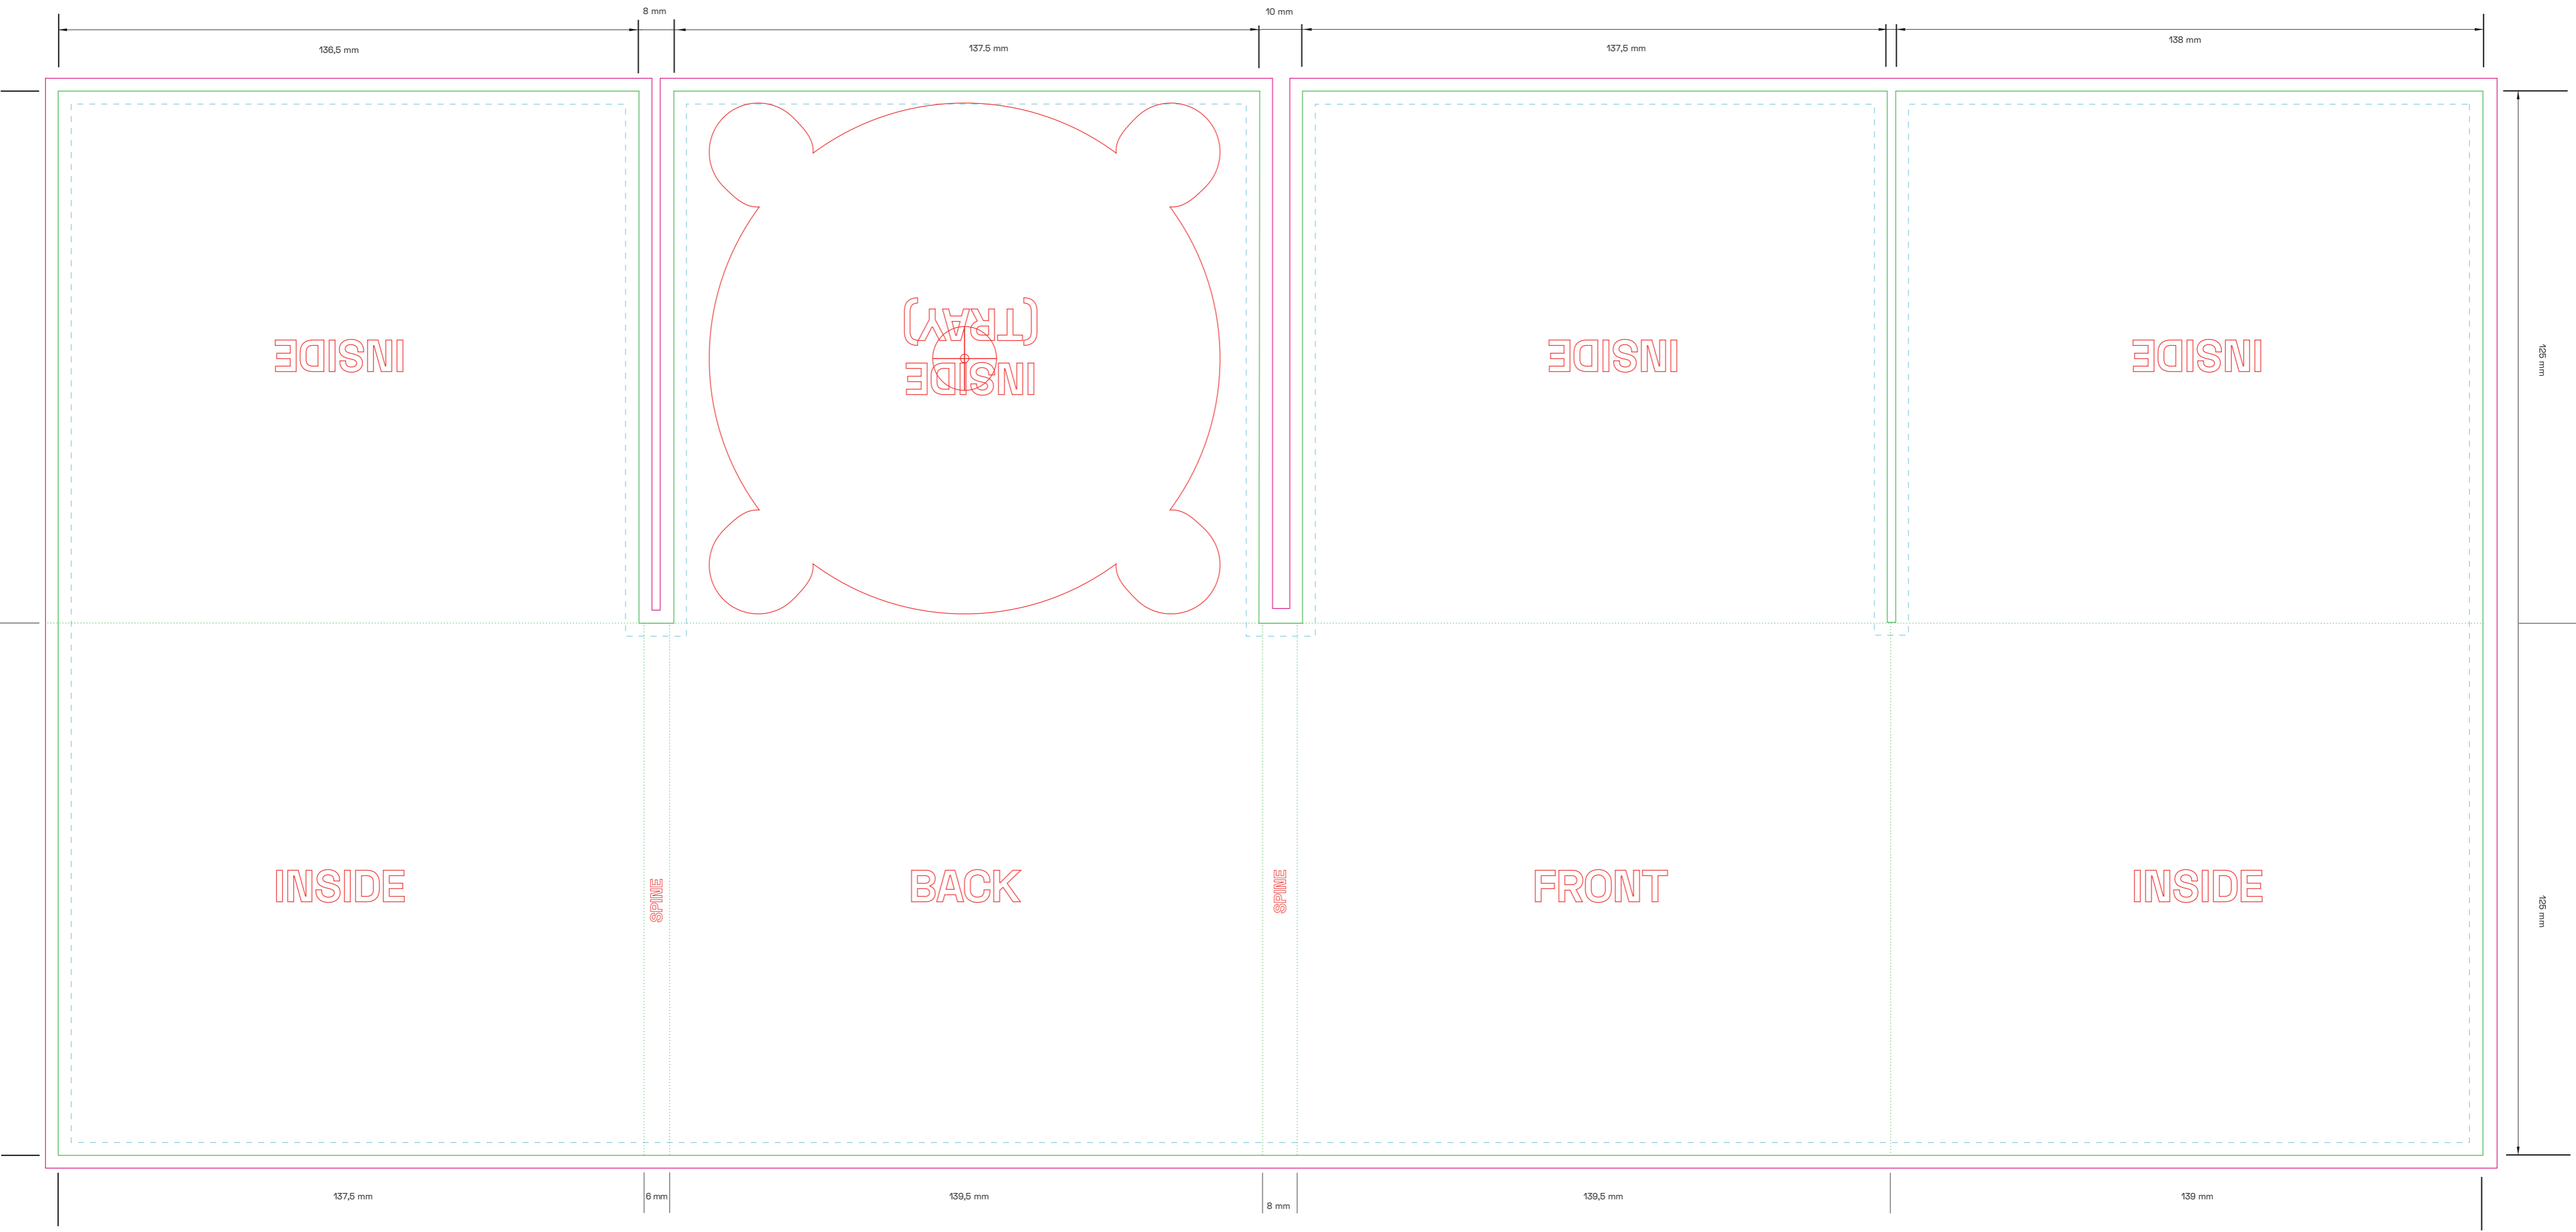 8 mm
10 mm
136,5 mm
137.5 mm
137,5 mm
138 mm
INSIDE
INSIDE
(TRAY)
INSIDE
INSIDE
125 mm
INSIDE
SPINE
BACK
SPINE
FRONT
INSIDE
125 mm
137,5 mm
6 mm
139,5 mm
8 mm
139,5 mm
139 mm